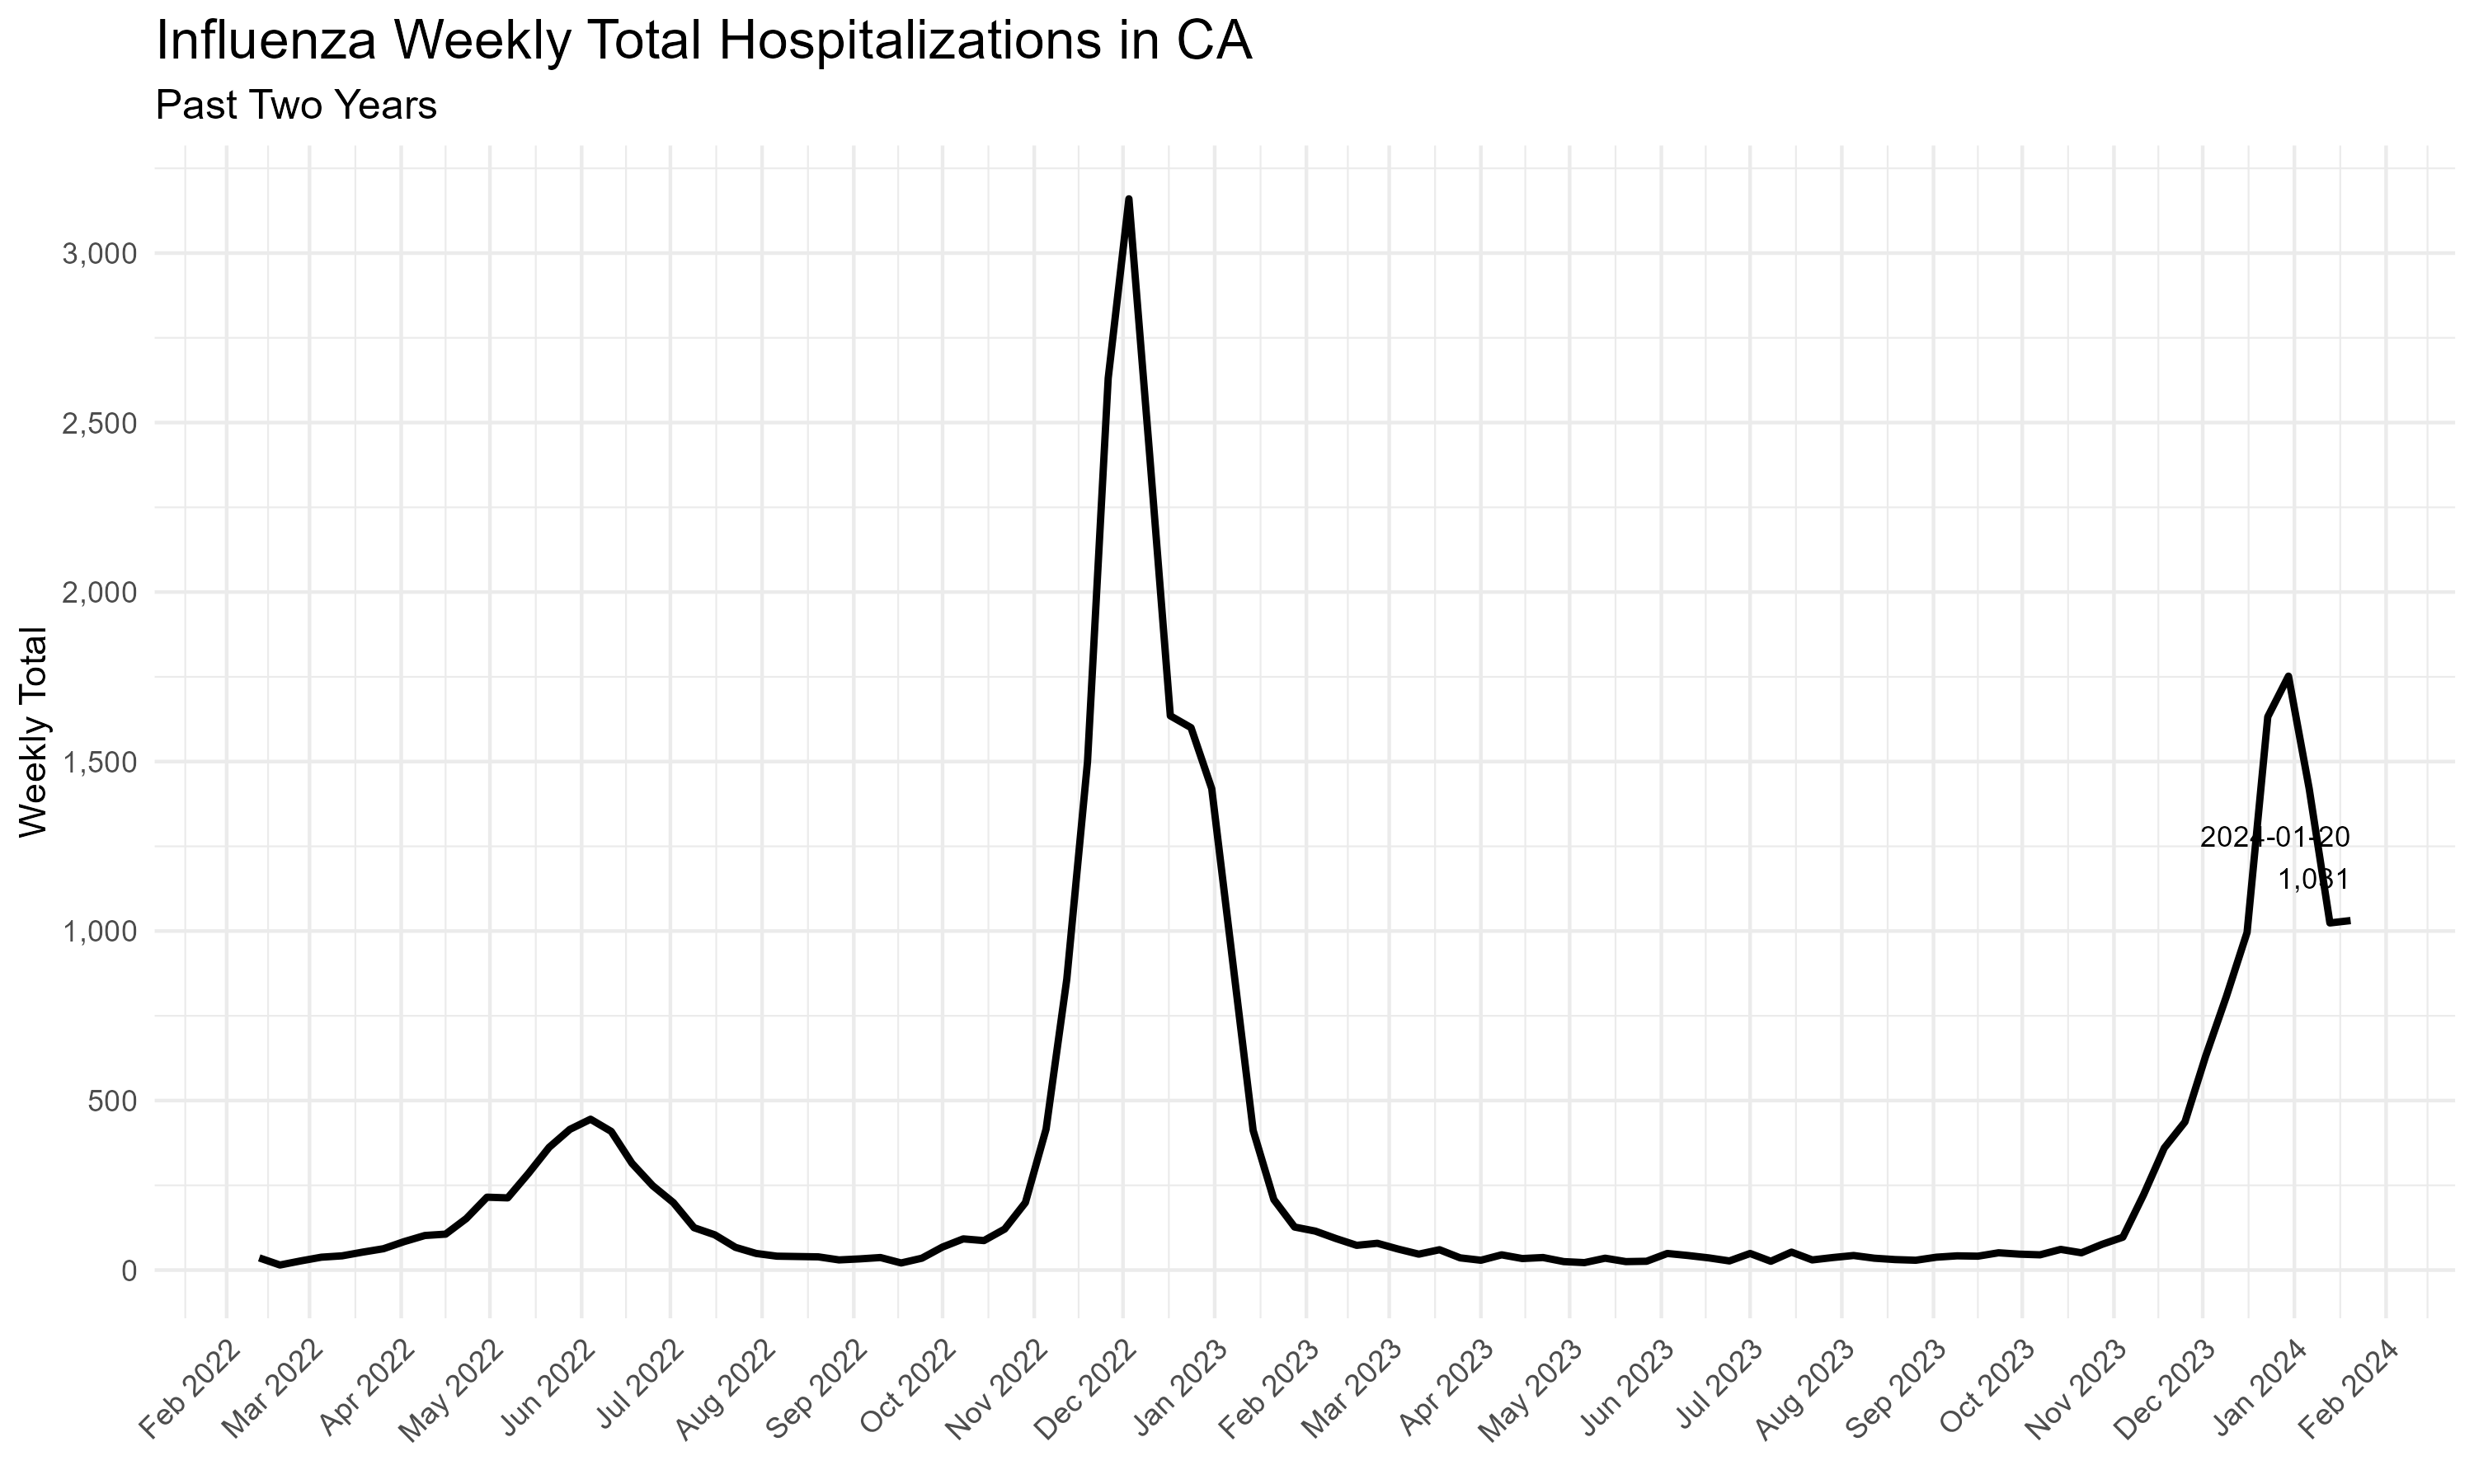 Influenza Weekly Total Hospitalizations in CA
Past Two Years
Weekly Total
3,000
2,500
2,000
1,500
1,000
500
0
2024-01-20
1,031
Feb 2022
Mar 2022
Apr 2022
May 2022
Jun 2022
Jul 2022
Aug 2022
Sep 2022
Oct 2022
Nov 2022
Dec 2022
Jan 2023
Feb 2023
Mar 2023
Apr 2023
May 2023
Jun 2023
Jul 2023
Aug 2023
Sep 2023
Oct 2023
Nov 2023
Dec 2023
Jan 2024
Feb 2024